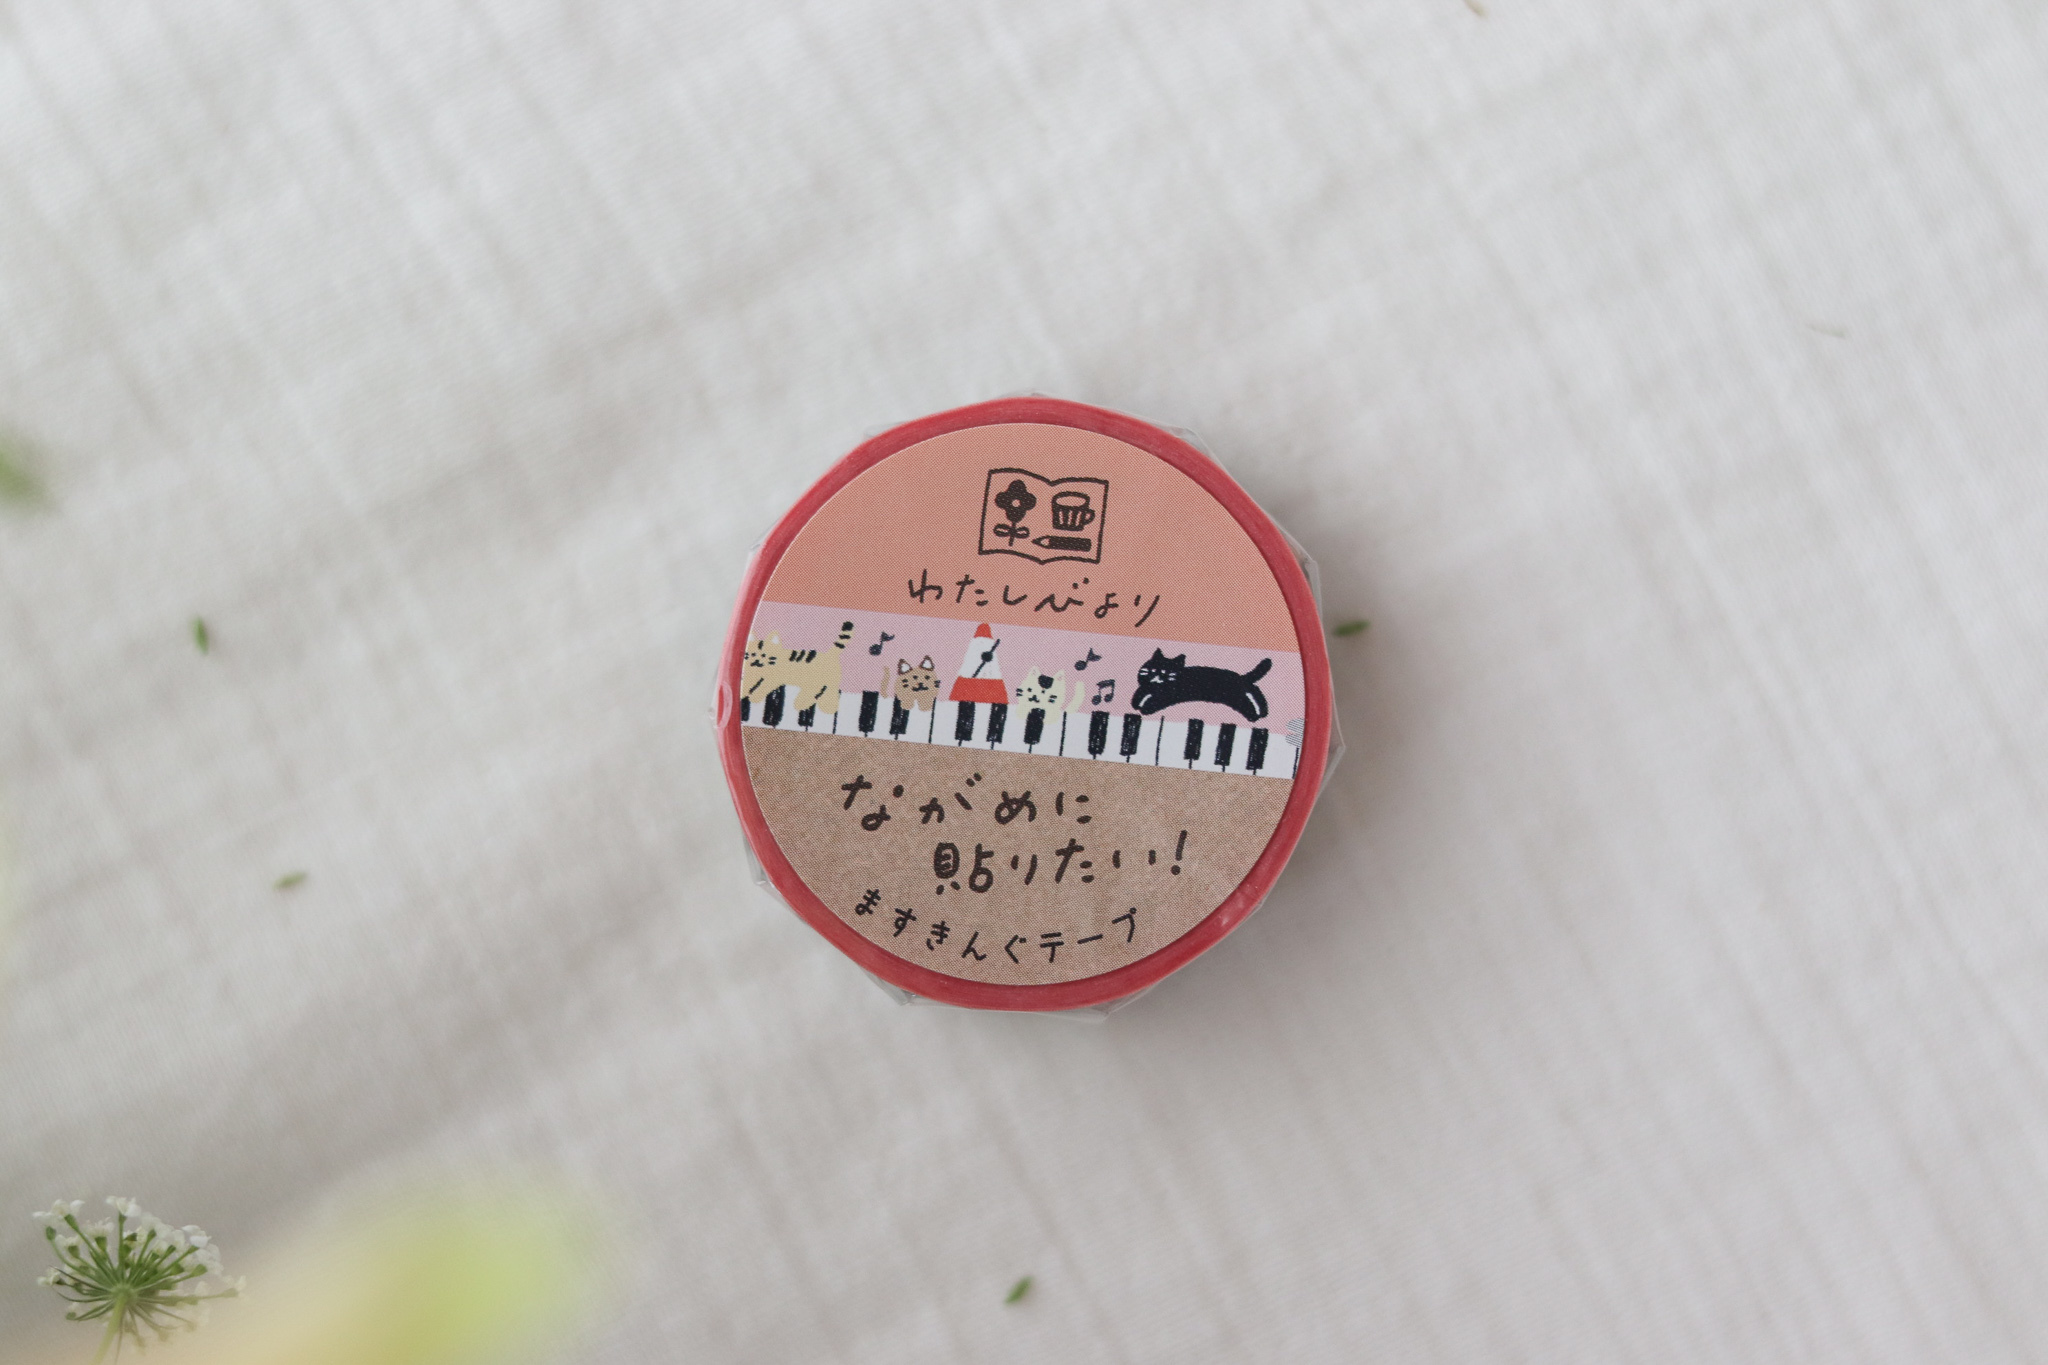 わたしびより
ながめに
貼りたい!
ますきんぐテープ